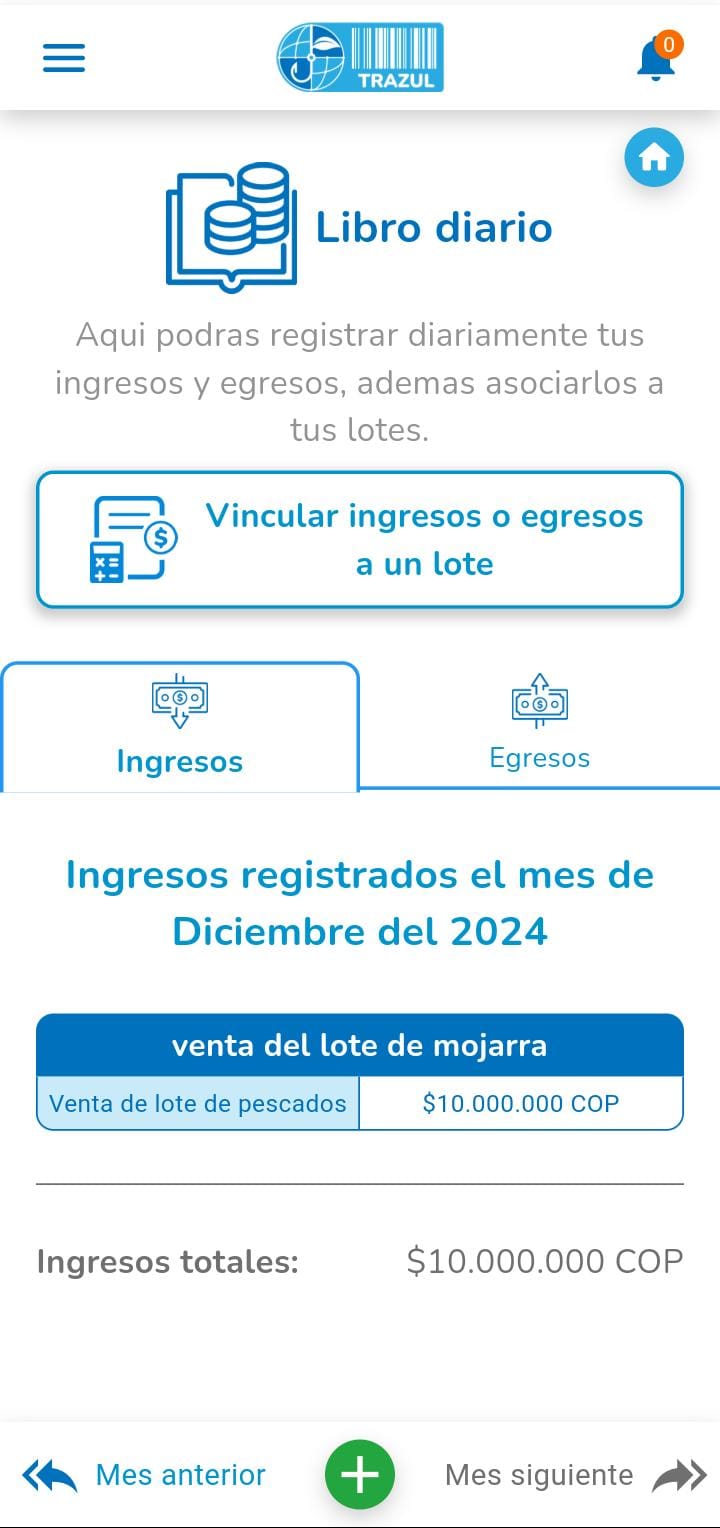 TRAZUL
0
Libro diario
Aqui podras registrar diariamente tus
ingresos y egresos, ademas asociarlos a
tus lotes.
Vincular ingresos o egresos
a un lote
Ingresos
Egresos
Ingresos registrados el mes de
Diciembre del 2024
venta del lote de mojarra
Venta de lote de pescados $10.000.000 COP
Ingresos totales: $10.000.000 COP
Mes anterior
Mes siguiente